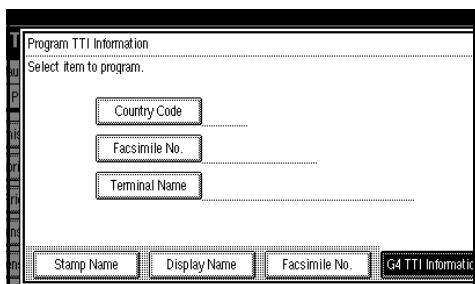 Program TTI Information
Select item to program.
Country Code
Facsimile No.
Terminal Name
Stamp Name
Display Name
Facsimile No.
G4 TTI Informatio